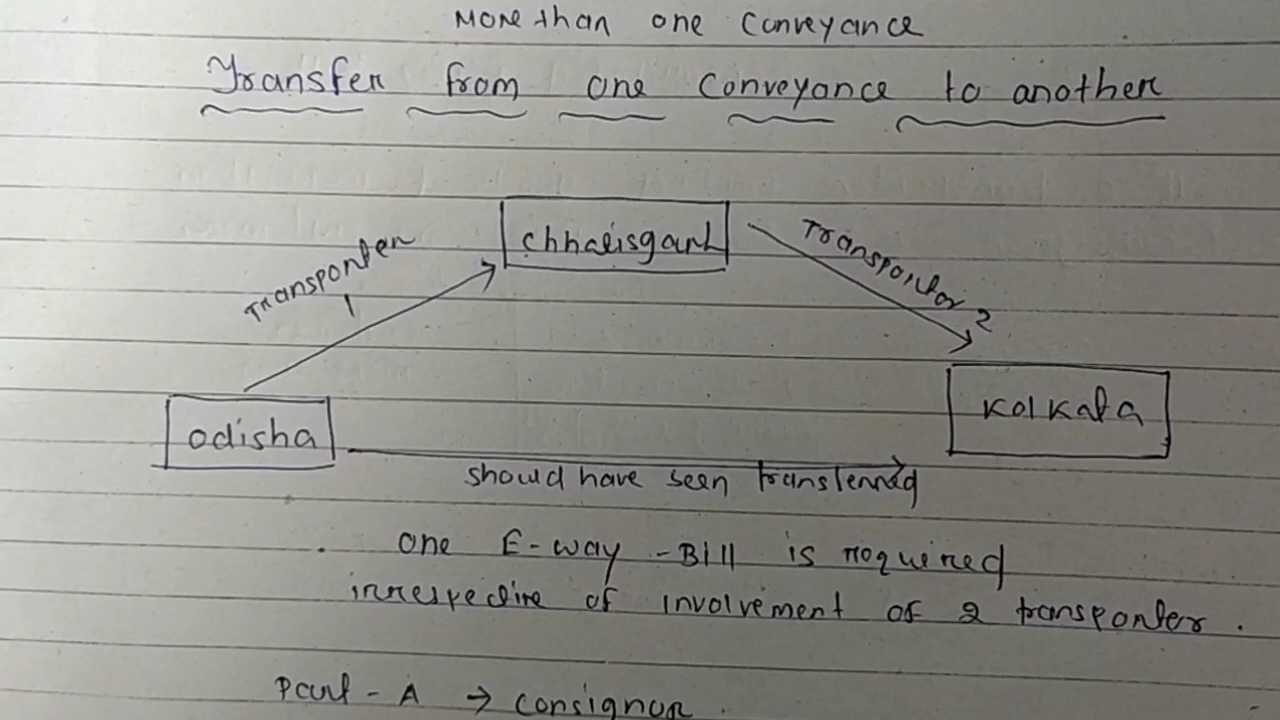 More than one Conveyance
Transfer from one Conveyance to another
Chhatisgarh
Transporter
1
Transportor 2
Kolkata
odisha
should have seen transferred
one E-way-Bill is required
irrespective of involvement of 2 transporters.
Part-A → consignor.